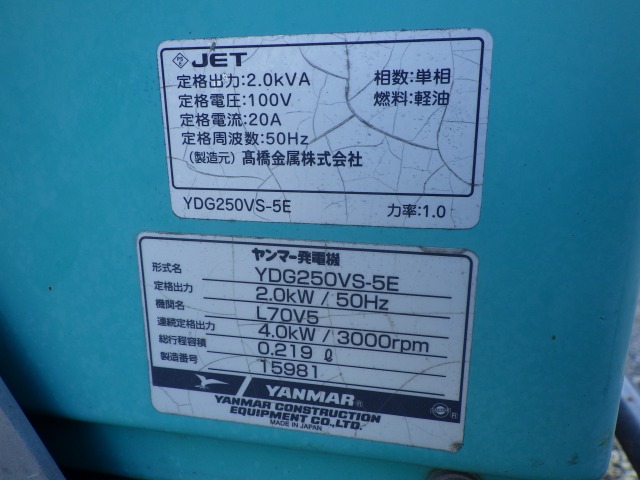 JET
定格出力:2.0kVA 相数:単相
定格電圧:100V 燃料:軽油
定格電流:20A
定格周波数:50Hz
(製造元) 髙橋金属株式会社
YDG250VS-5E 力率:1.0
ヤンマー発電機
形式名 YDG250VS-5E
定格出力 2.0kW / 50Hz
機関名 L70V5
連続定格出力 4.0kW / 3000rpm
総行程容積 0.219 ℓ
製造番号 15981
YANMAR®
YANMAR CONSTRUCTION
EQUIPMENT CO.,LTD.
MADE IN JAPAN